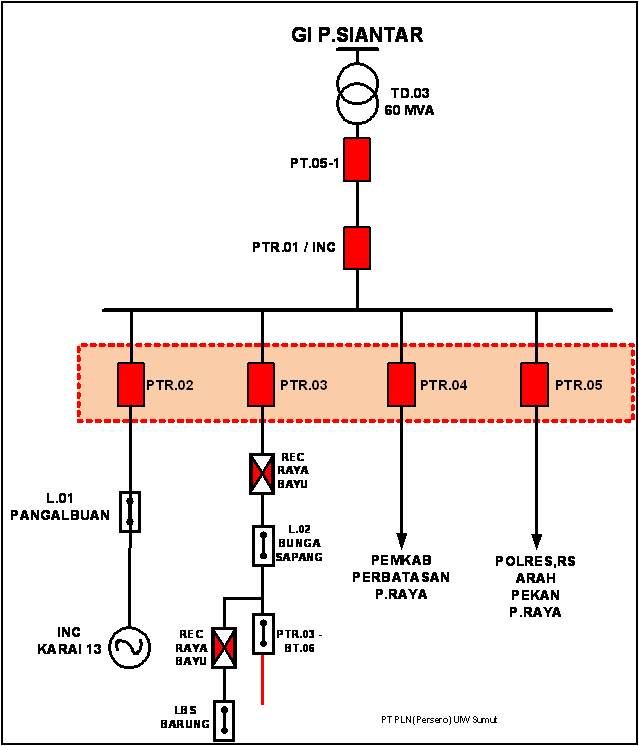 GI P.SIANTAR
TD.03
60 MVA
PT.05-1
PTR.01 / INC
PTR.02
PTR.03
PTR.04
PTR.05
REC
RAYA
BAYU
L.01
PANGALBUAN
L.02
BUNGA
SAPANG
PEMKAB
PERBATASAN
P.RAYA
POLRES,RS
ARAH
PEKAN
P.RAYA
INC
KARAI 13
REC
RAYA
BAYU
PTR.03 -
BT.06
LBS
BARUNG
PT PLN (Persero) UIW Sumut